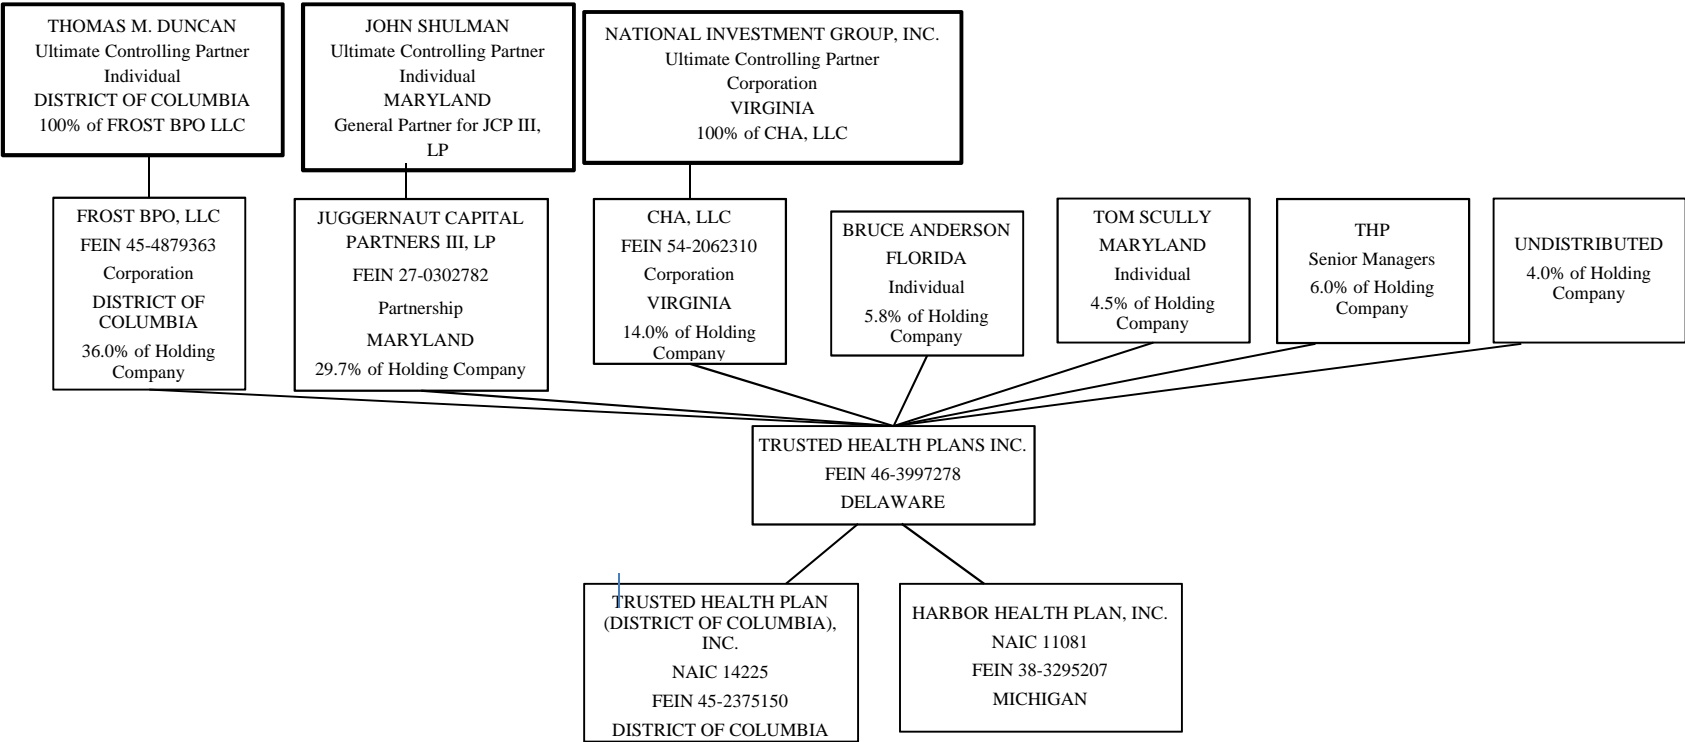 THOMAS M. DUNCAN
Ultimate Controlling Partner
Individual
DISTRICT OF COLUMBIA
100% of FROST BPO LLC
JOHN SHULMAN
Ultimate Controlling Partner
Individual
MARYLAND
General Partner for JCP III,
LP
NATIONAL INVESTMENT GROUP, INC.
Ultimate Controlling Partner
Corporation
VIRGINIA
100% of CHA, LLC
FROST BPO, LLC
FEIN 45-4879363
Corporation
DISTRICT OF
COLUMBIA
36.0% of Holding
Company
JUGGERNAUT CAPITAL
PARTNERS III, LP
FEIN 27-0302782
Partnership
MARYLAND
29.7% of Holding Company
CHA, LLC
FEIN 54-2062310
Corporation
VIRGINIA
14.0% of Holding
Company
BRUCE ANDERSON
FLORIDA
Individual
5.8% of Holding
Company
TOM SCULLY
MARYLAND
Individual
4.5% of Holding
Company
THP
Senior Managers
6.0% of Holding
Company
UNDISTRIBUTED
4.0% of Holding
Company
TRUSTED HEALTH PLANS INC.
FEIN 46-3997278
DELAWARE
TRUSTED HEALTH PLAN
(DISTRICT OF COLUMBIA),
INC.
NAIC 14225
FEIN 45-2375150
DISTRICT OF COLUMBIA
HARBOR HEALTH PLAN, INC.
NAIC 11081
FEIN 38-3295207
MICHIGAN